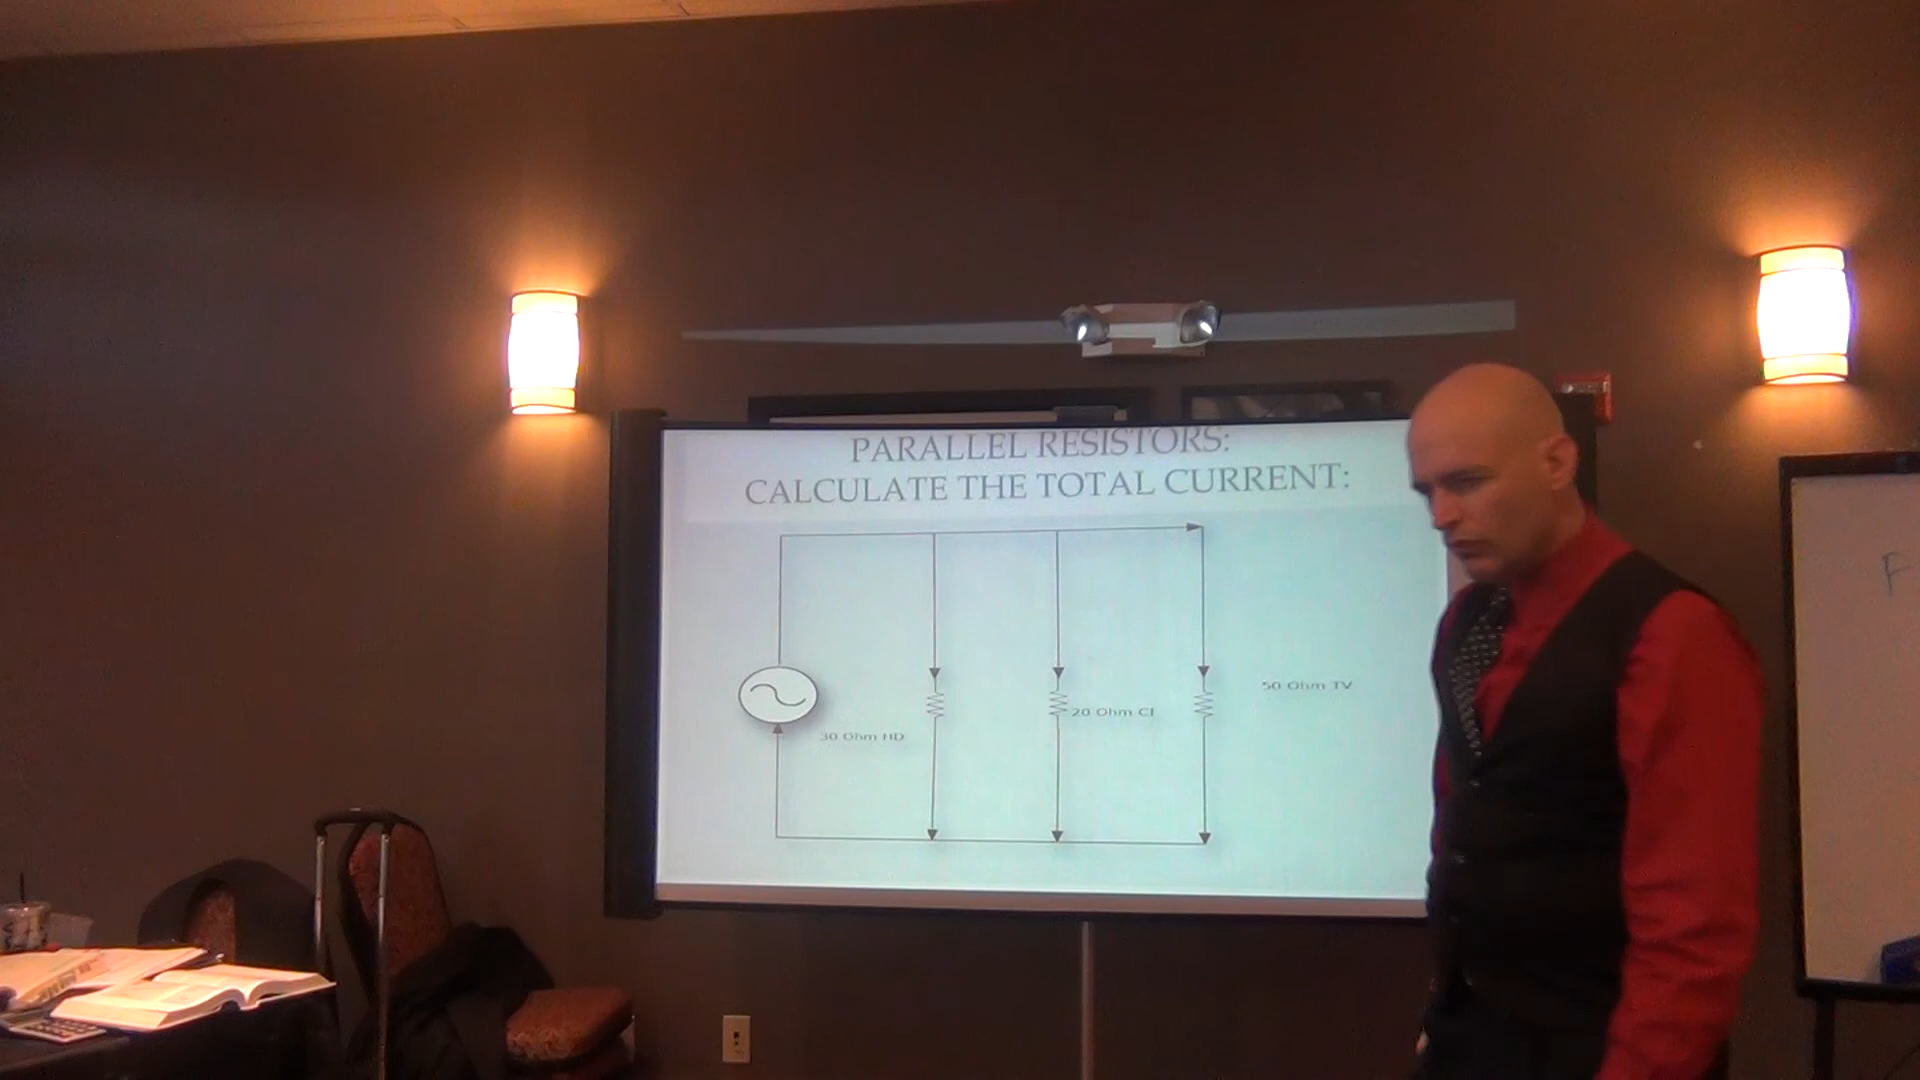 PARALLEL RESISTORS:
CALCULATE THE TOTAL CURRENT:
50 Ohm TV
20 Ohm CI
30 Ohm HD
F